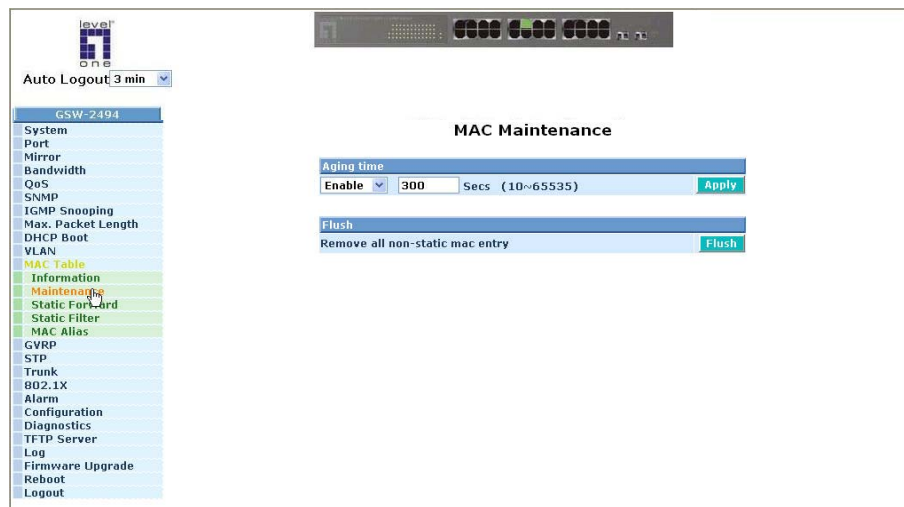 level
one
Auto Logout 3 min
GSW-2494
System
Port
Mirror
Bandwidth
QoS
SNMP
IGMP Snooping
Max. Packet Length
DHCP Boot
VLAN
MAC Table
Information
Maintenance
Static Forward
Static Filter
MAC Alias
GVRP
STP
Trunk
802.1X
Alarm
Configuration
Diagnostics
TFTP Server
Log
Firmware Upgrade
Reboot
Logout
MAC Maintenance
Aging time
Enable 300 Secs (10~65535) Apply
Flush
Remove all non-static mac entry Flush